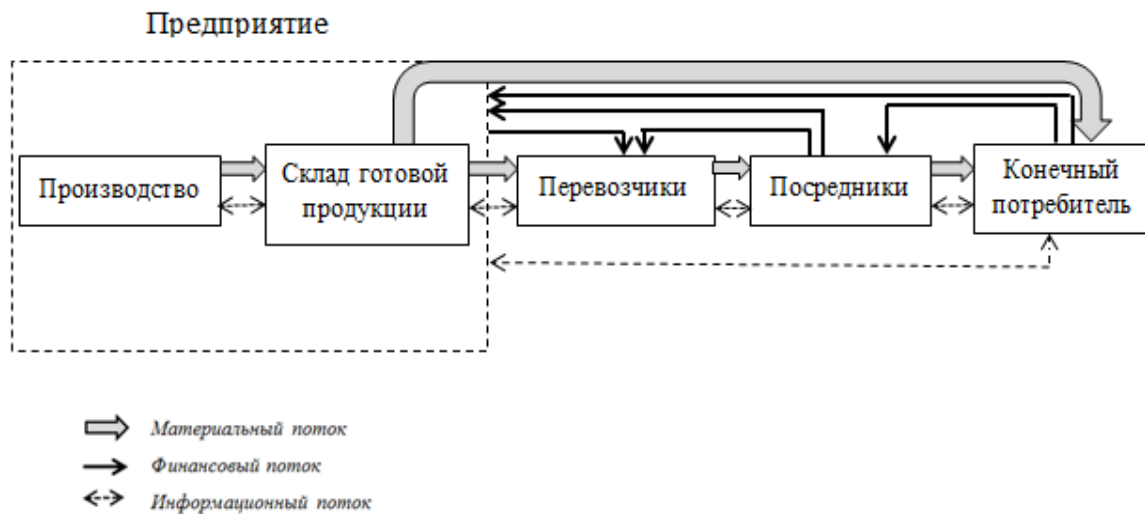 Предприятие
Производство
Склад готовой
продукции
Перевозчики
Посредники
Конечный
потребитель
Материальный поток
Финансовый поток
Информационный поток